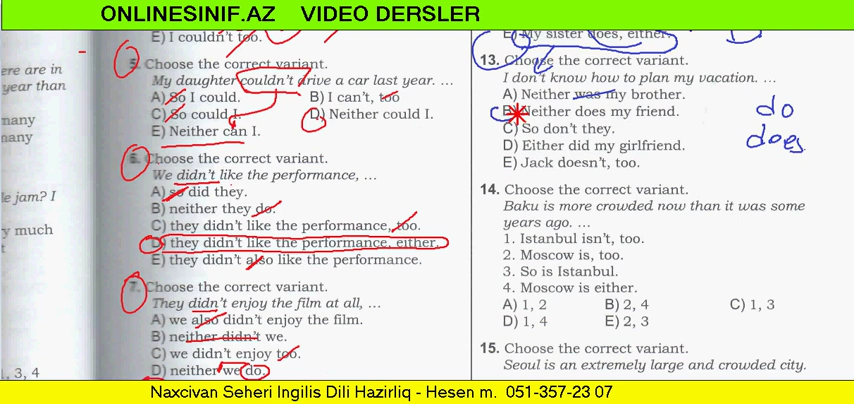 ONLINESINIF.AZ VIDEO DERSLER
ere are in
year than
many
many
le jam? I
y much
t
1, 3, 4
E) I couldn't too.
5. Choose the correct variant.
My daughter couldn't drive a car last year. ...
A) So I could. B) I can't, too
C) So could I. D) Neither could I.
E) Neither can I.
6. Choose the correct variant.
We didn't like the performance, ...
A) so did they.
B) neither they do.
C) they didn't like the performance, too.
D) they didn't like the performance, either.
E) they didn't also like the performance.
7. Choose the correct variant.
They didn't enjoy the film at all, ...
A) we also didn't enjoy the film.
B) neither didn't we.
C) we didn't enjoy too.
D) neither we do.
E) My sister does, either.
13. Choose the correct variant.
I don't know how to plan my vacation. ...
A) Neither was my brother.
B) Neither does my friend.
C) So don't they.
D) Either did my girlfriend.
E) Jack doesn't, too.
do
does
14. Choose the correct variant.
Baku is more crowded now than it was some
years ago. ...
1. Istanbul isn't, too.
2. Moscow is, too.
3. So is Istanbul.
4. Moscow is either.
A) 1, 2 B) 2, 4 C) 1, 3
D) 1, 4 E) 2, 3
15. Choose the correct variant.
Seoul is an extremely large and crowded city.
Naxcivan Seheri Ingilis Dili Hazirliq - Hesen m. 051-357-23 07